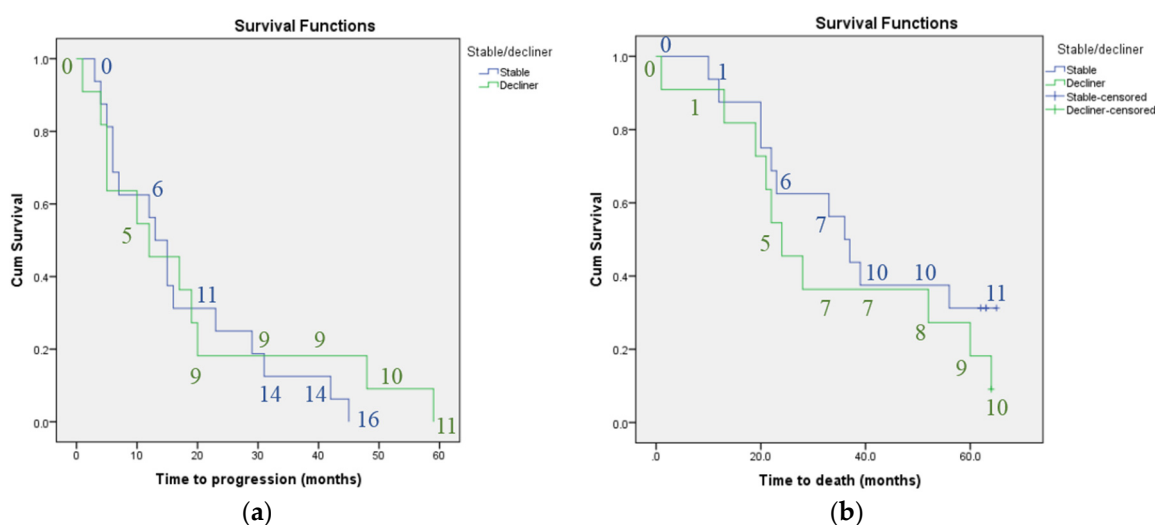 Survival Functions
Stable/decliner
Stable
Decliner
Cum Survival
1.0
0.8
0.6
0.4
0.2
0.0
0 0
6
5
11
9 9
9
14 14
10
16
11
0 10 20 30 40 50 60
Time to progression (months)
(a)
Survival Functions
Stable/decliner
Stable
Decliner
Stable-censored
Decliner-censored
Cum Survival
1.0
0.8
0.6
0.4
0.2
0.0
0
0
1
1
6
7
5
10 10 11
7 7
8
9
10
.0 20.0 40.0 60.0
Time to death (months)
(b)